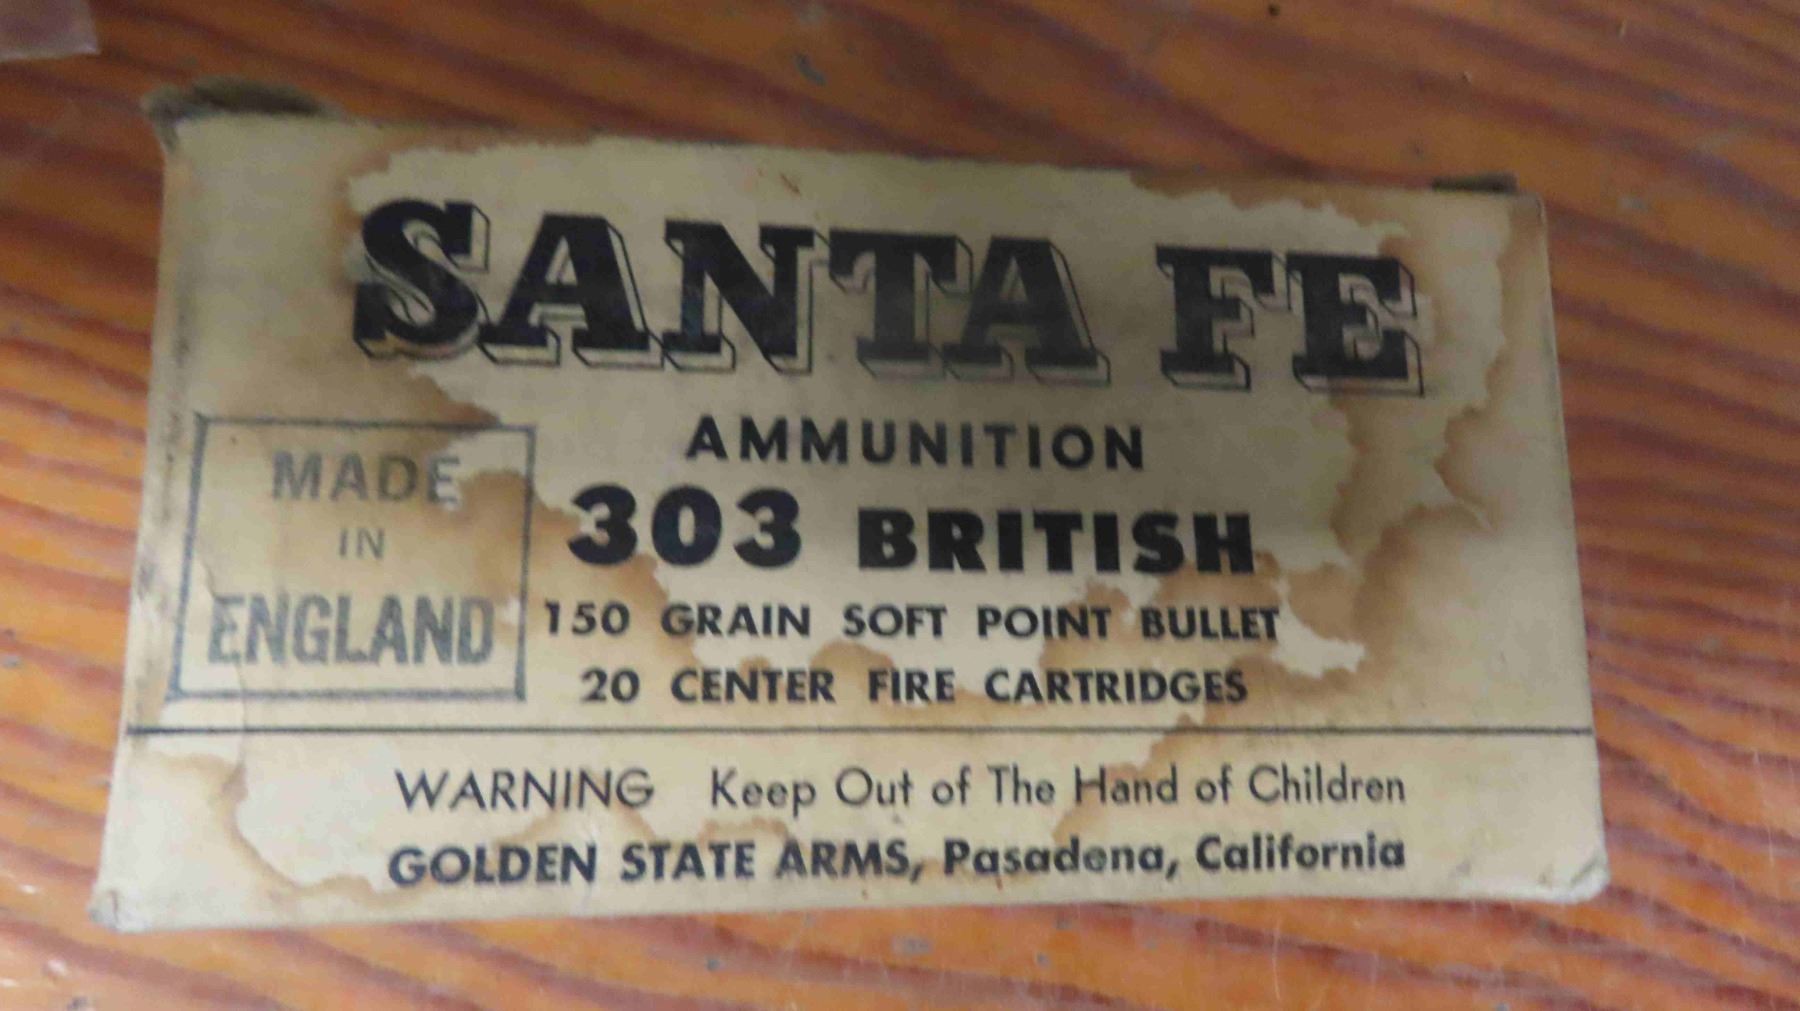 SANTA FE
AMMUNITION
303 BRITISH
150 GRAIN SOFT POINT BULLET
20 CENTER FIRE CARTRIDGES
MADE
IN
ENGLAND
WARNING Keep Out of The Hand of Children
GOLDEN STATE ARMS, Pasadena, California